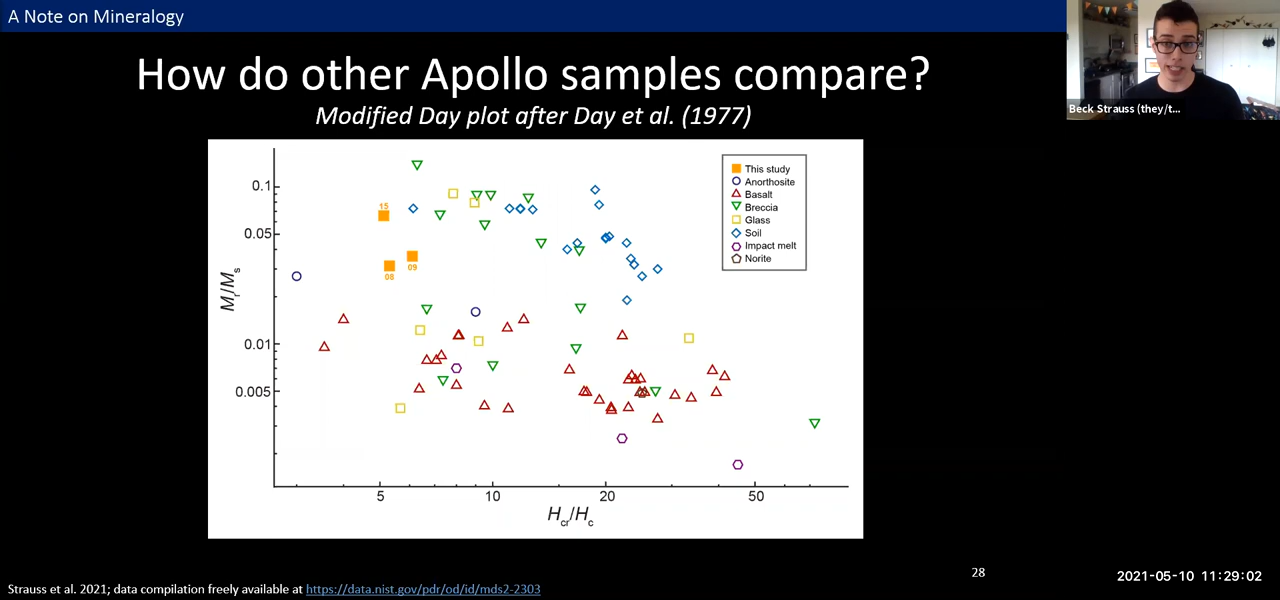 A Note on Mineralogy
How do other Apollo samples compare?
Modified Day plot after Day et al. (1977)
Beck Strauss (they/t...
This study
Anorthosite
Basalt
Breccia
Glass
Soil
Impact melt
Norite
0.1
0.05
0.01
0.005
Mr/Ms
15
09
08
5
10
20
50
Hcr/Hc
28
2021-05-10 11:29:02
Strauss et al. 2021; data compilation freely available at https://data.nist.gov/pdr/od/id/mds2-2303